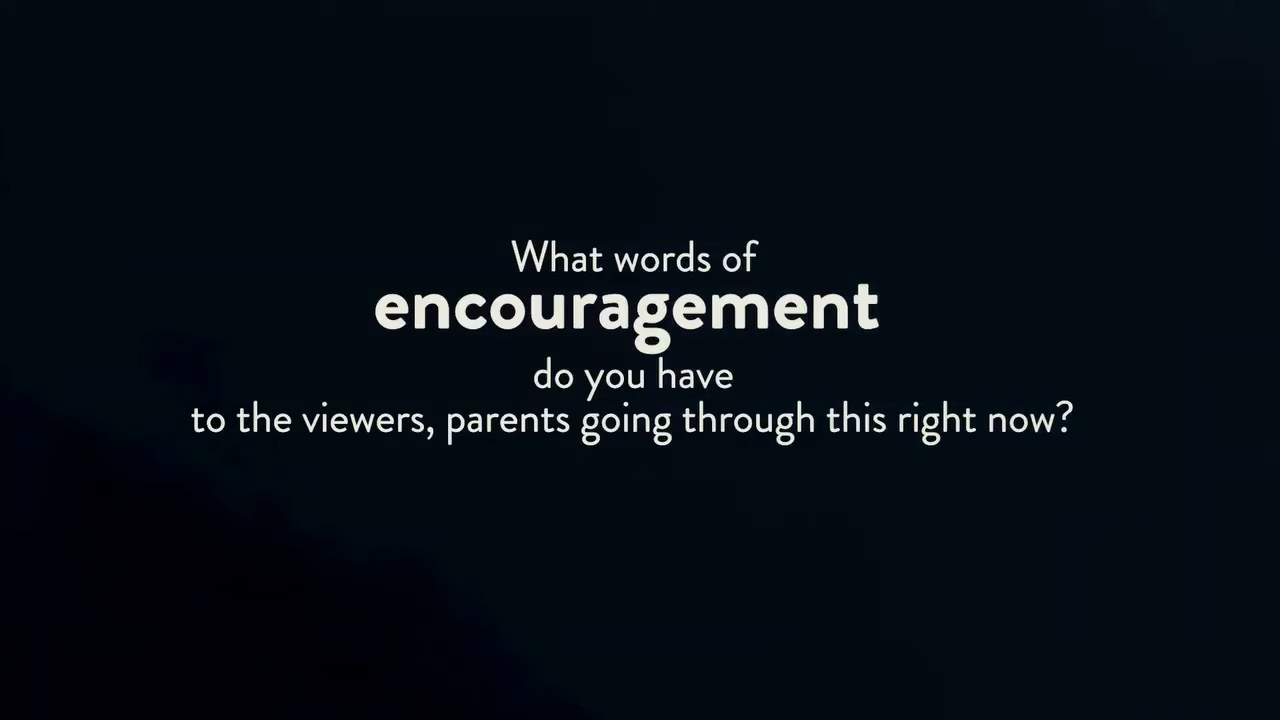 What words of
encouragement
do you have
to the viewers, parents going through this right now?